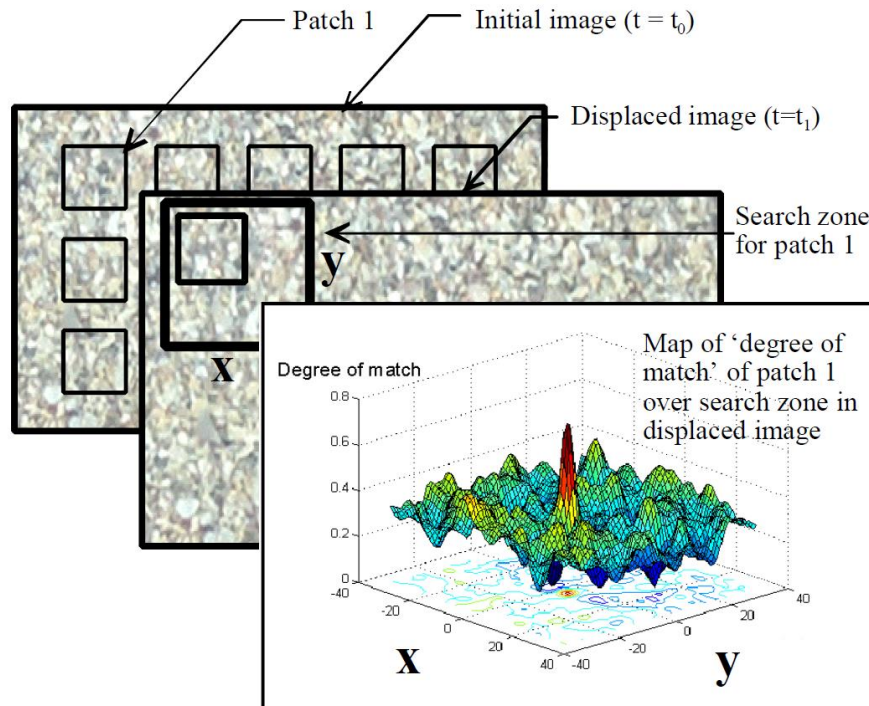 Patch 1
Initial image (t = t0)
Displaced image (t=t1)
Search zone
for patch 1
y
x
Map of ‘degree of
match’ of patch 1
over search zone in
displaced image
Degree of match
0.8
0.6
0.4
0.2
0
-40
-20
0
20
40
-40
-20
0
20
40
x
y